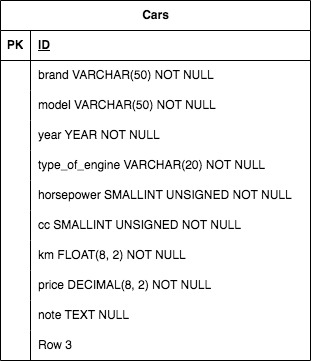 Cars
PK ID
brand VARCHAR(50) NOT NULL
model VARCHAR(50) NOT NULL
year YEAR NOT NULL
type_of_engine VARCHAR(20) NOT NULL
horsepower SMALLINT UNSIGNED NOT NULL
cc SMALLINT UNSIGNED NOT NULL
km FLOAT(8, 2) NOT NULL
price DECIMAL(8, 2) NOT NULL
note TEXT NULL
Row 3